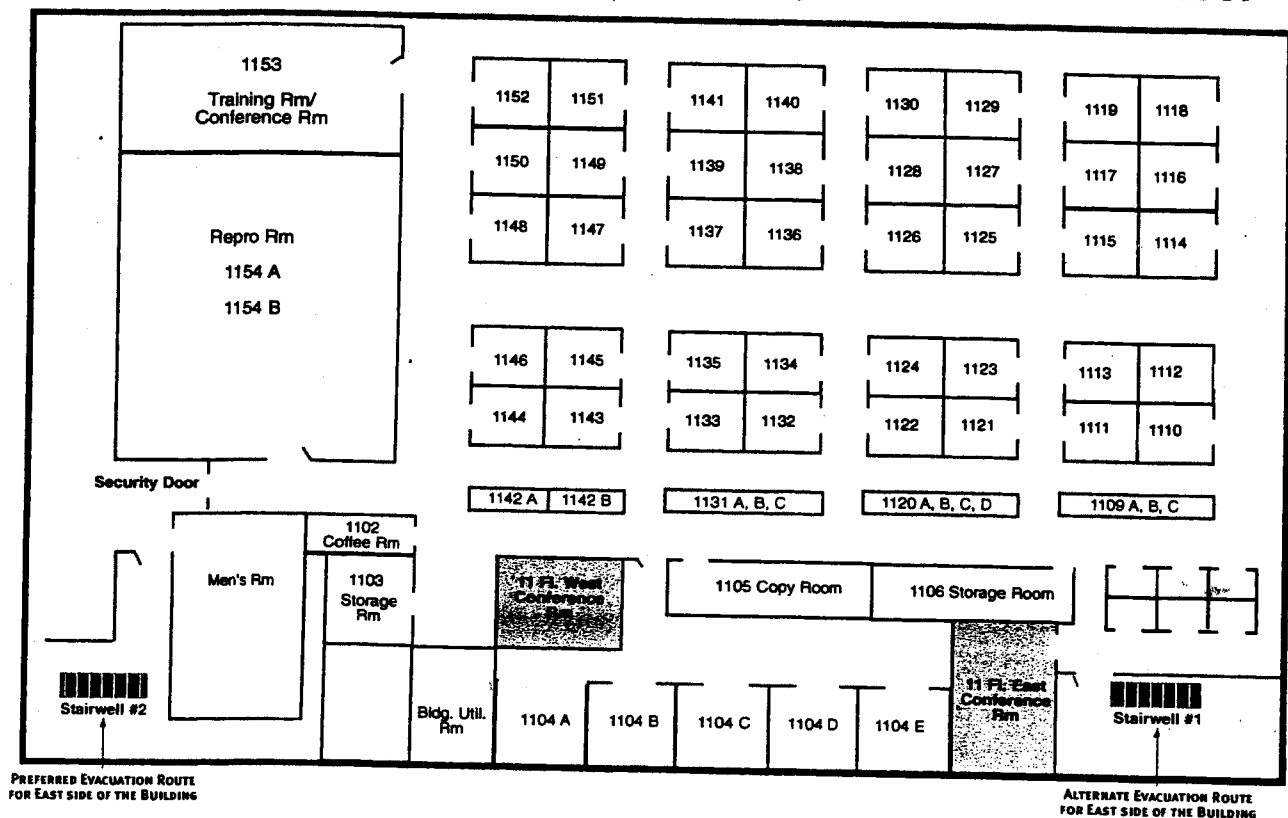 1153
Training Rm/
Conference Rm
1152 1151
1141 1140
1130 1129
1119 1118
1150 1149
1139 1138
1128 1127
1117 1116
1148 1147
1137 1136
1126 1125
1115 1114
Repro Rm
1154 A
1154 B
1146 1145
1135 1134
1124 1123
1113 1112
1144 1143
1133 1132
1122 1121
1111 1110
Security Door
1142 A 1142 B
1131 A, B, C
1120 A, B, C, D
1109 A, B, C
1102
Coffee Rm
Men's Rm
1103
Storage
Rm
11 Fl. West
Conference
Rm
1105 Copy Room
1106 Storage Room
11 Fl. East
Conference
Rm
Stairwell #2
Bldg. Util.
Rm
1104 A
1104 B
1104 C
1104 D
1104 E
Stairwell #1
PREFERRED EVACUATION ROUTE
FOR EAST SIDE OF THE BUILDING
ALTERNATE EVACUATION ROUTE
FOR EAST SIDE OF THE BUILDING